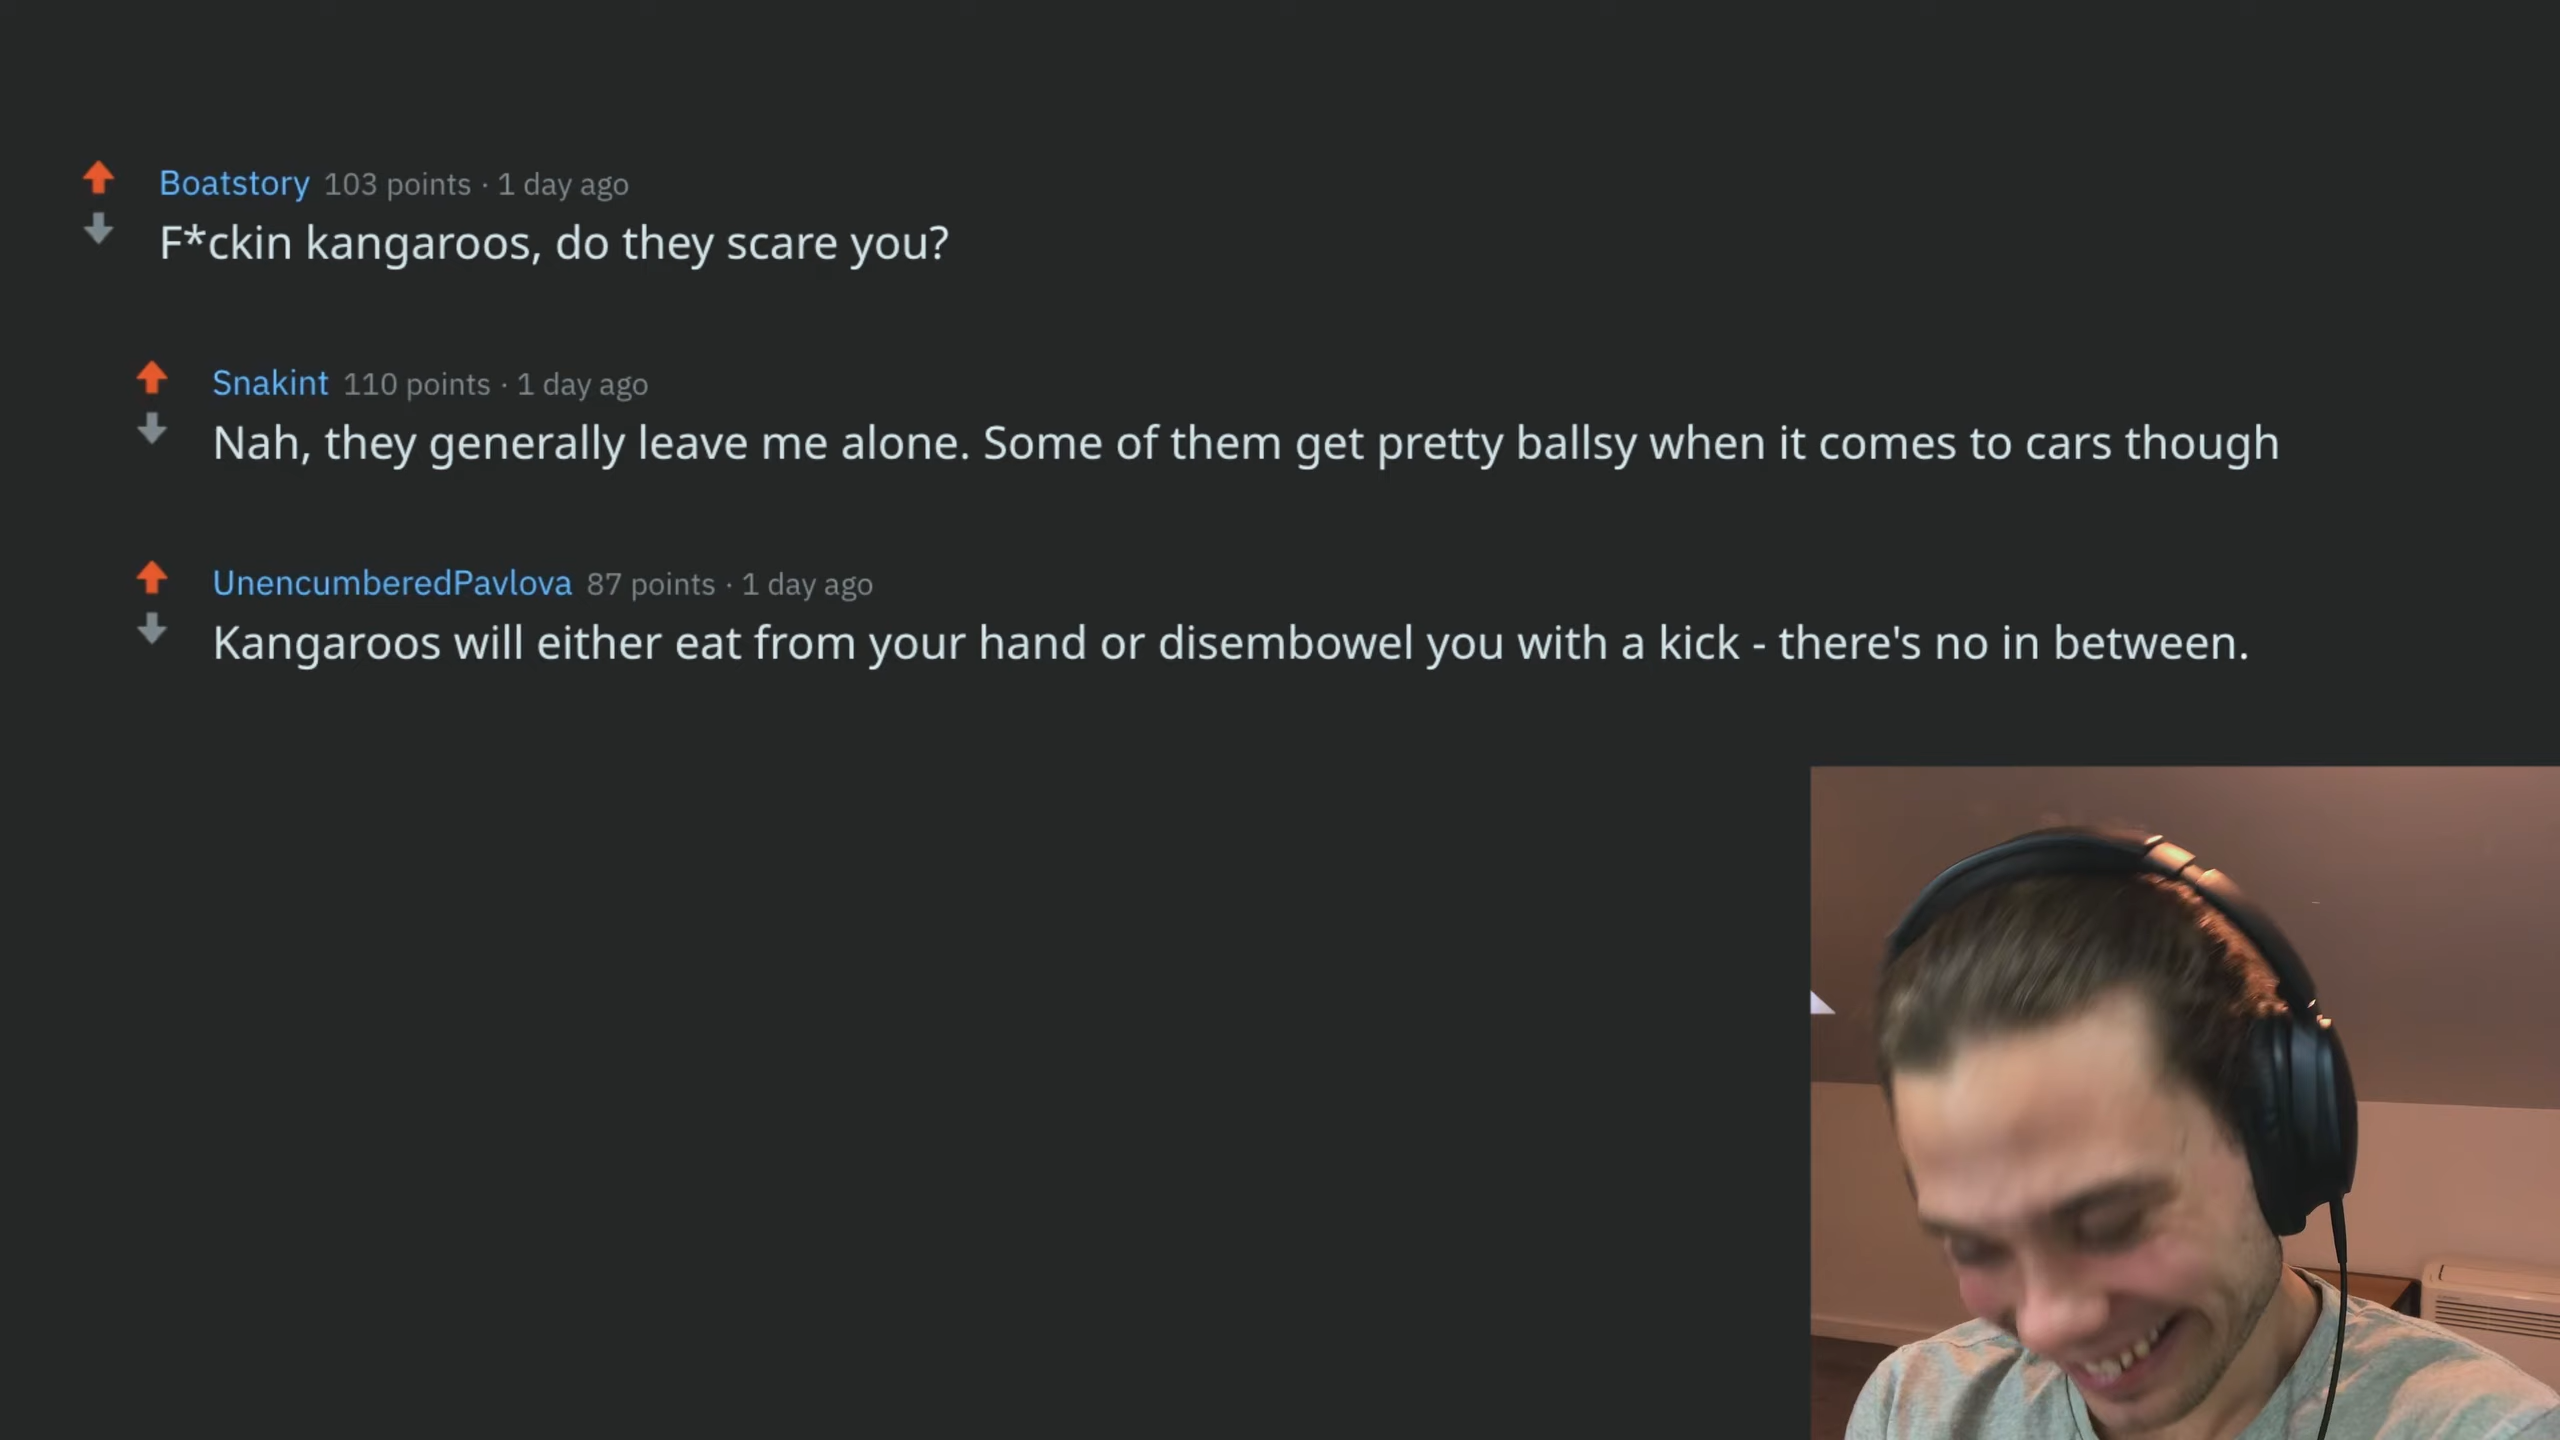 Boatstory 103 points · 1 day ago
F*ckin kangaroos, do they scare you?
Snakint 110 points · 1 day ago
Nah, they generally leave me alone. Some of them get pretty ballsy when it comes to cars though
UnencumberedPavlova 87 points · 1 day ago
Kangaroos will either eat from your hand or disembowel you with a kick - there's no in between.